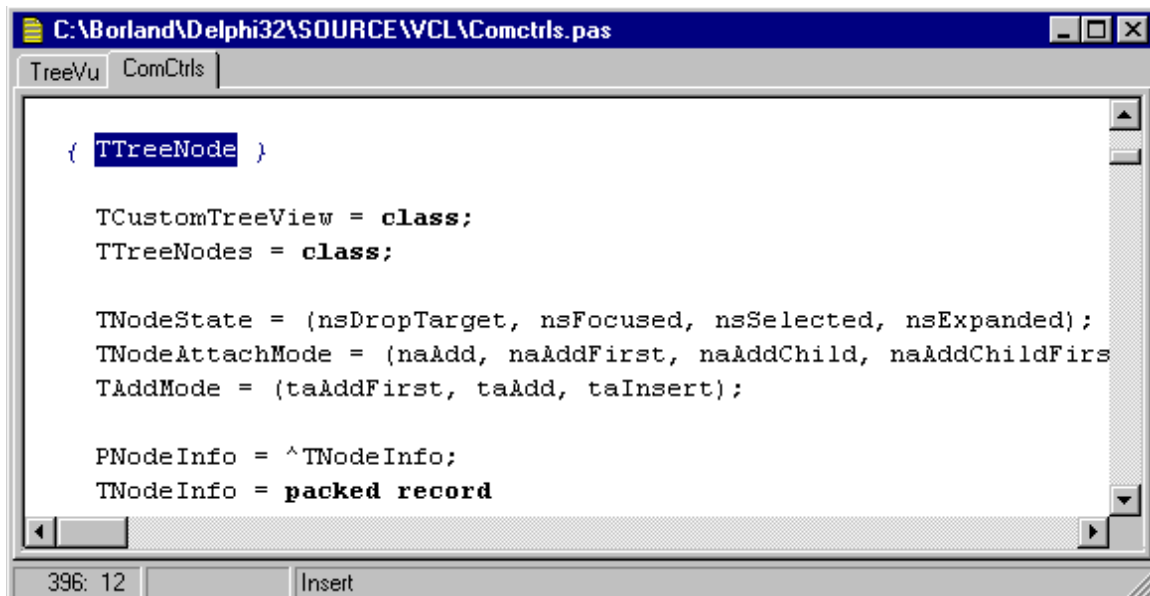 C:\Borland\Delphi32\SOURCE\VCL\Comctrls.pas
TreeVu ComCtrls
{ TTreeNode }
TCustomTreeView = class;
TTreeNodes = class;
TNodeState = (nsDropTarget, nsFocused, nsSelected, nsExpanded);
TNodeAttachMode = (naAdd, naAddFirst, naAddChild, naAddChildFirs
TAddMode = (taAddFirst, taAdd, taInsert);
PNodeInfo = ^TNodeInfo;
TNodeInfo = packed record
396: 12 Insert